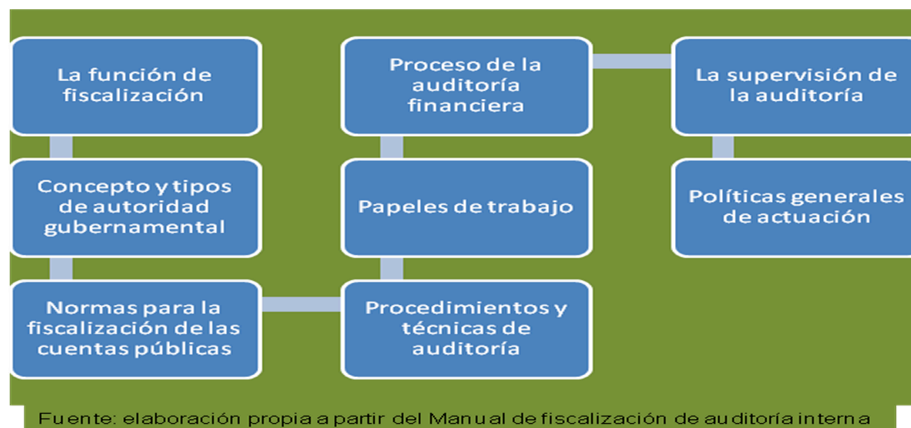 La función de
fiscalización
Concepto y tipos
de autoridad
gubernamental
Normas para la
fiscalización de las
cuentas públicas
Procedimientos y
técnicas de
auditoría
Papeles de trabajo
Proceso de la
auditoría
financiera
La supervisión de
la auditoría
Políticas generales
de actuación
Fuente: elaboración propia a partir del Manual de fiscalización de auditoría interna